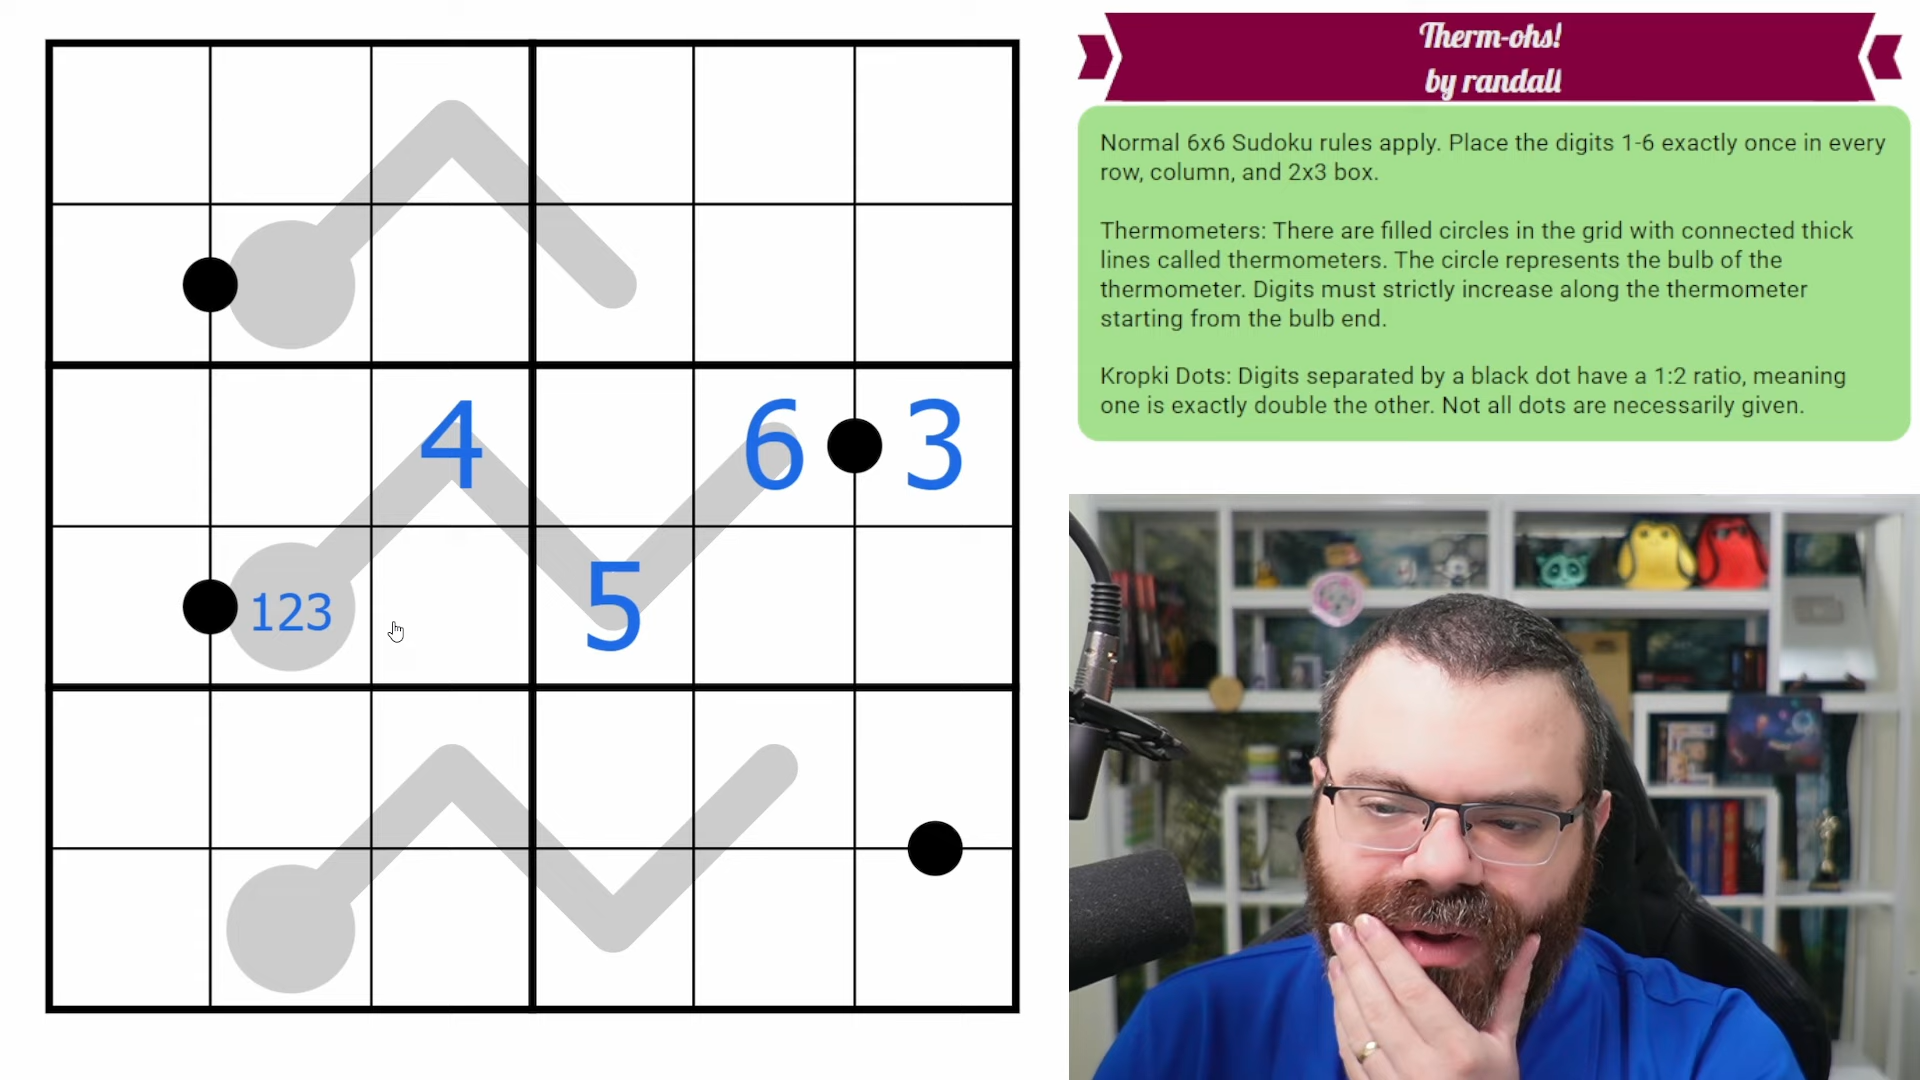 Therm-ohs!
by randall
Normal 6x6 Sudoku rules apply. Place the digits 1-6 exactly once in every
row, column, and 2x3 box.
Thermometers: There are filled circles in the grid with connected thick
lines called thermometers. The circle represents the bulb of the
thermometer. Digits must strictly increase along the thermometer
starting from the bulb end.
Kropki Dots: Digits separated by a black dot have a 1:2 ratio, meaning
one is exactly double the other. Not all dots are necessarily given.
4 6 3
123 5